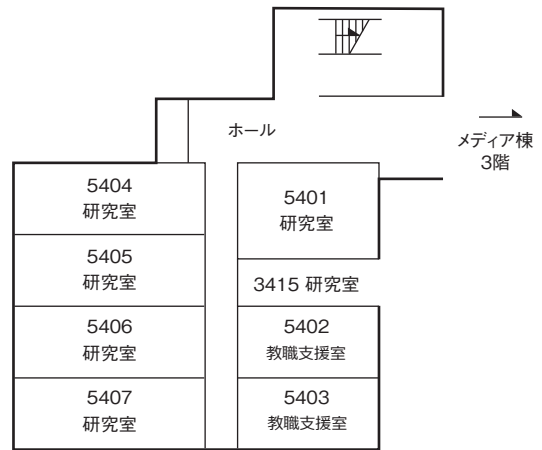 ホール
メディア棟
3階
5404
研究室
5401
研究室
5405
研究室
3415 研究室
5406
研究室
5402
教職支援室
5407
研究室
5403
教職支援室